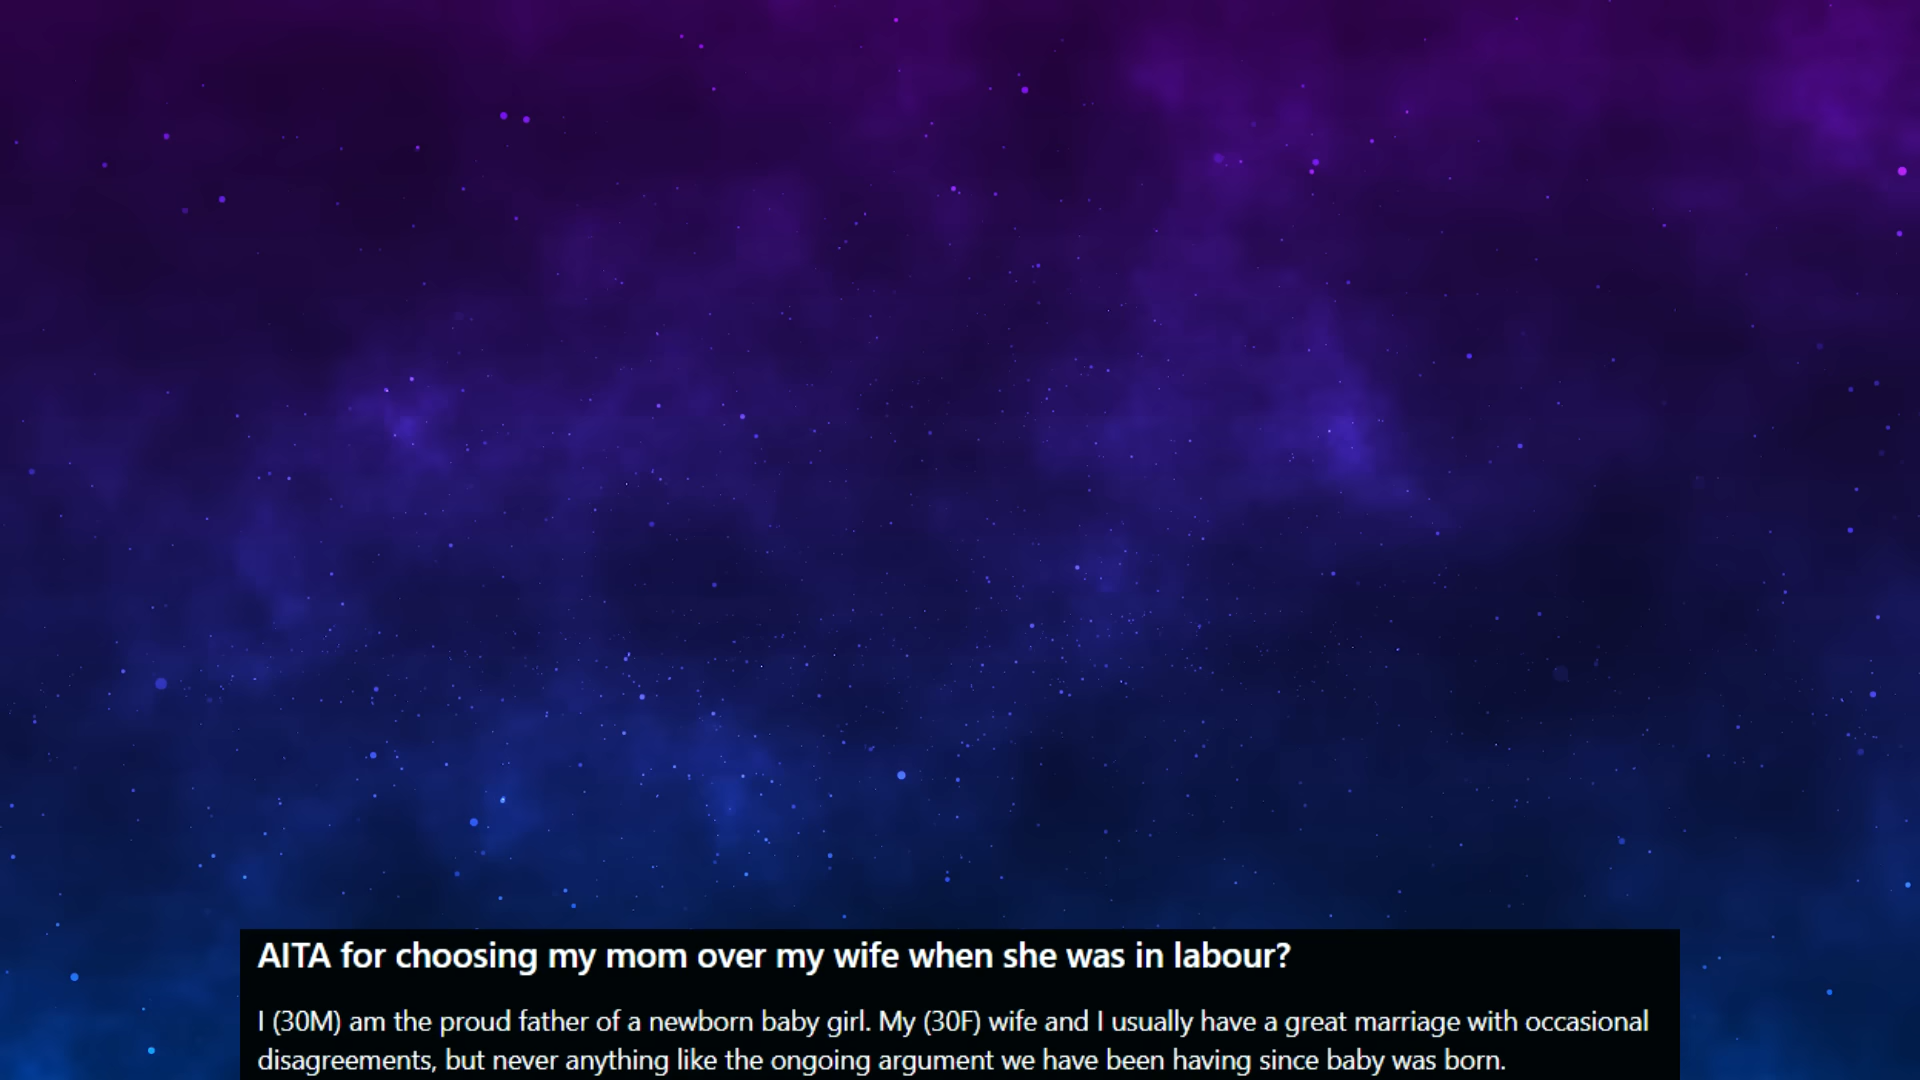 AITA for choosing my mom over my wife when she was in labour?
I (30M) am the proud father of a newborn baby girl. My (30F) wife and I usually have a great marriage with occasional
disagreements, but never anything like the ongoing argument we have been having since baby was born.